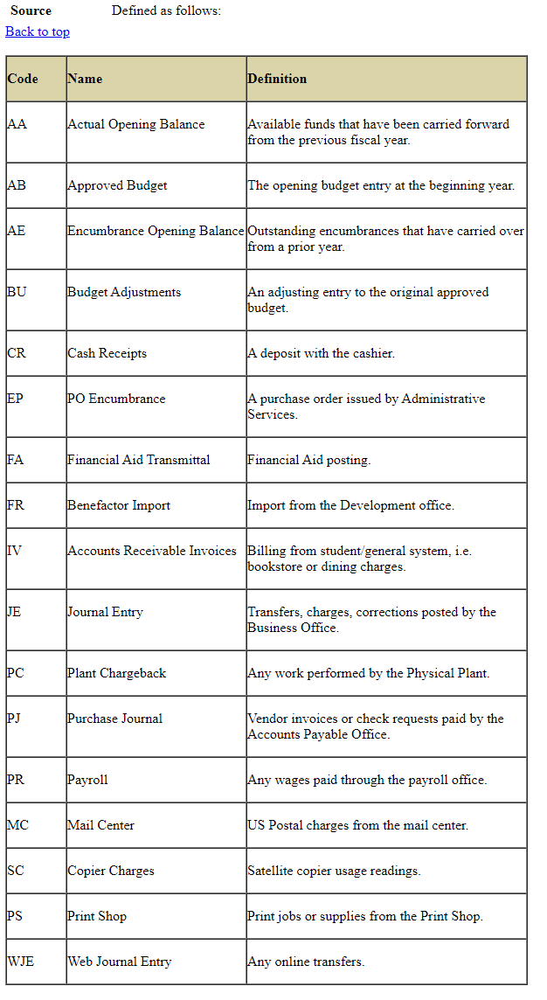 Source Defined as follows:
Back to top
Code Name Definition
AA Actual Opening Balance Available funds that have been carried forward
from the previous fiscal year.
AB Approved Budget The opening budget entry at the beginning year.
AE Encumbrance Opening Balance Outstanding encumbrances that have carried over
from a prior year.
BU Budget Adjustments An adjusting entry to the original approved
budget.
CR Cash Receipts A deposit with the cashier.
EP PO Encumbrance A purchase order issued by Administrative
Services.
FA Financial Aid Transmittal Financial Aid posting.
FR Benefactor Import Import from the Development office.
IV Accounts Receivable Invoices Billing from student/general system, i.e.
bookstore or dining charges.
JE Journal Entry Transfers, charges, corrections posted by the
Business Office.
PC Plant Chargeback Any work performed by the Physical Plant.
PJ Purchase Journal Vendor invoices or check requests paid by the
Accounts Payable Office.
PR Payroll Any wages paid through the payroll office.
MC Mail Center US Postal charges from the mail center.
SC Copier Charges Satellite copier usage readings.
PS Print Shop Print jobs or supplies from the Print Shop.
WJE Web Journal Entry Any online transfers.